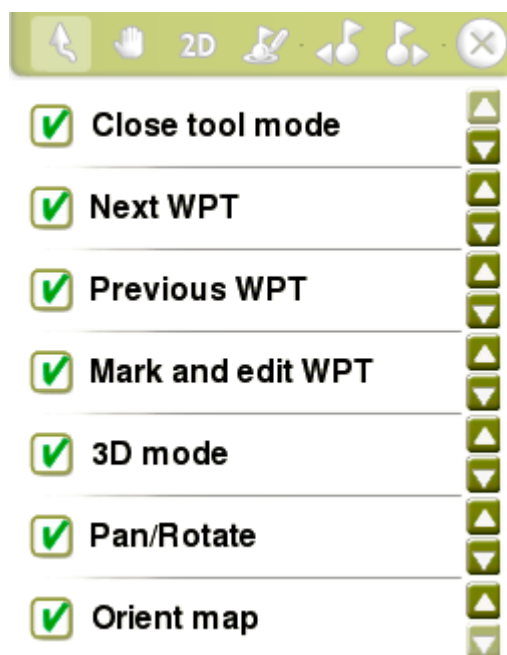 2D
Close tool mode
Next WPT
Previous WPT
Mark and edit WPT
3D mode
Pan/Rotate
Orient map